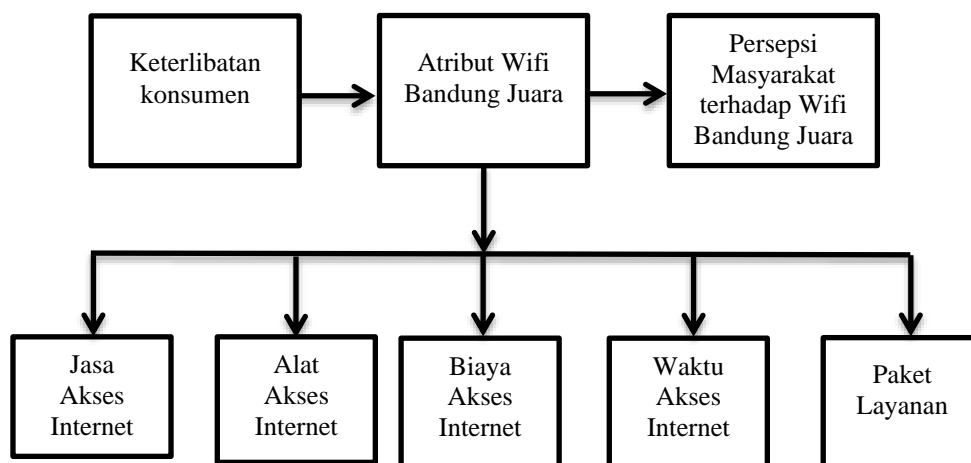 Keterlibatan
konsumen
Atribut Wifi
Bandung Juara
Persepsi
Masyarakat
terhadap Wifi
Bandung Juara
Jasa
Akses
Internet
Alat
Akses
Internet
Biaya
Akses
Internet
Waktu
Akses
Internet
Paket
Layanan